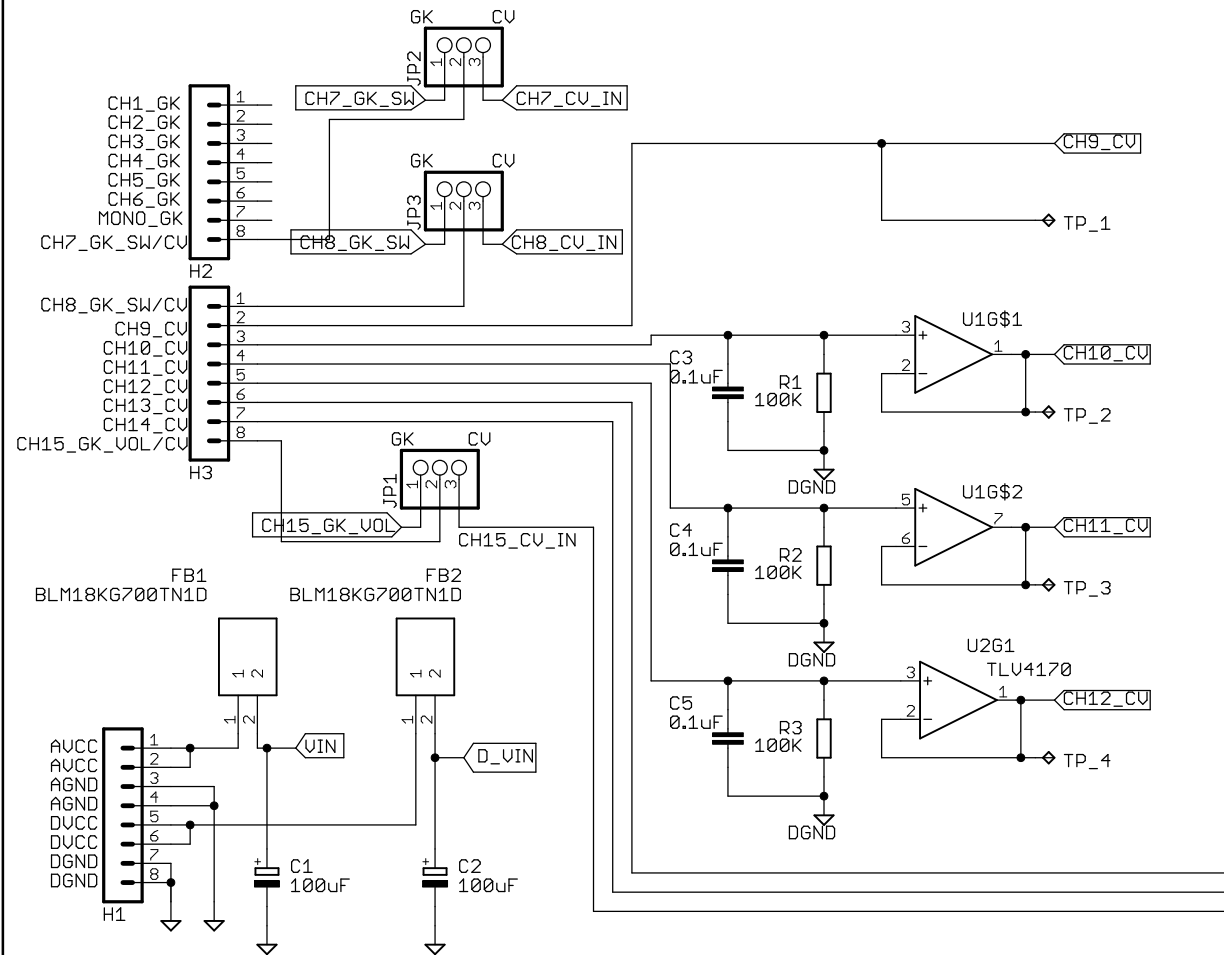 GK CV
JP2
1 2 3
CH7_GK_SW CH7_CV_IN
CH1_GK 1
CH2_GK 2
CH3_GK 3
CH4_GK 4
CH5_GK 5
CH6_GK 6
MONO_GK 7
CH7_GK_SW/CV 8
H2
CH9_CV
TP_1
GK CV
JP3
1 2 3
CH8_GK_SW CH8_CV_IN
CH8_GK_SW/CV 1
CH9_CV 2
CH10_CV 3
CH11_CV 4
CH12_CV 5
CH13_CV 6
CH14_CV 7
CH15_GK_VOL/CV 8
H3
GK CV
JP1
1 2 3
CH15_GK_VOL
CH15_CV_IN
C3
0.1uF
R1
100K
DGND
U1G$1
3 + 1
2 -
CH10_CV
TP_2
C4
0.1uF
R2
100K
DGND
U1G$2
5 + 7
6 -
CH11_CV
TP_3
C5
0.1uF
R3
100K
DGND
U2G1
TLV4170
3 + 1
2 -
CH12_CV
TP_4
FB1
BLM18KG700TN1D
1 2
1 2
VIN
FB2
BLM18KG700TN1D
1 2
1 2
D_VIN
AVCC 1
AVCC 2
AGND 3
AGND 4
DVCC 5
DVCC 6
DGND 7
DGND 8
H1
+ C1
100uF
+ C2
100uF